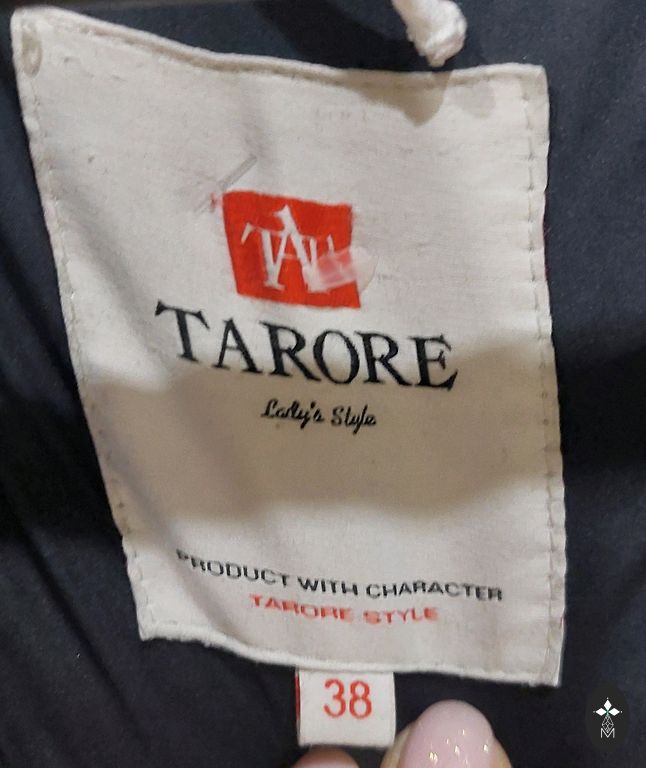 TARORE
Lady's Style
PRODUCT WITH CHARACTER
TARORE STYLE
38